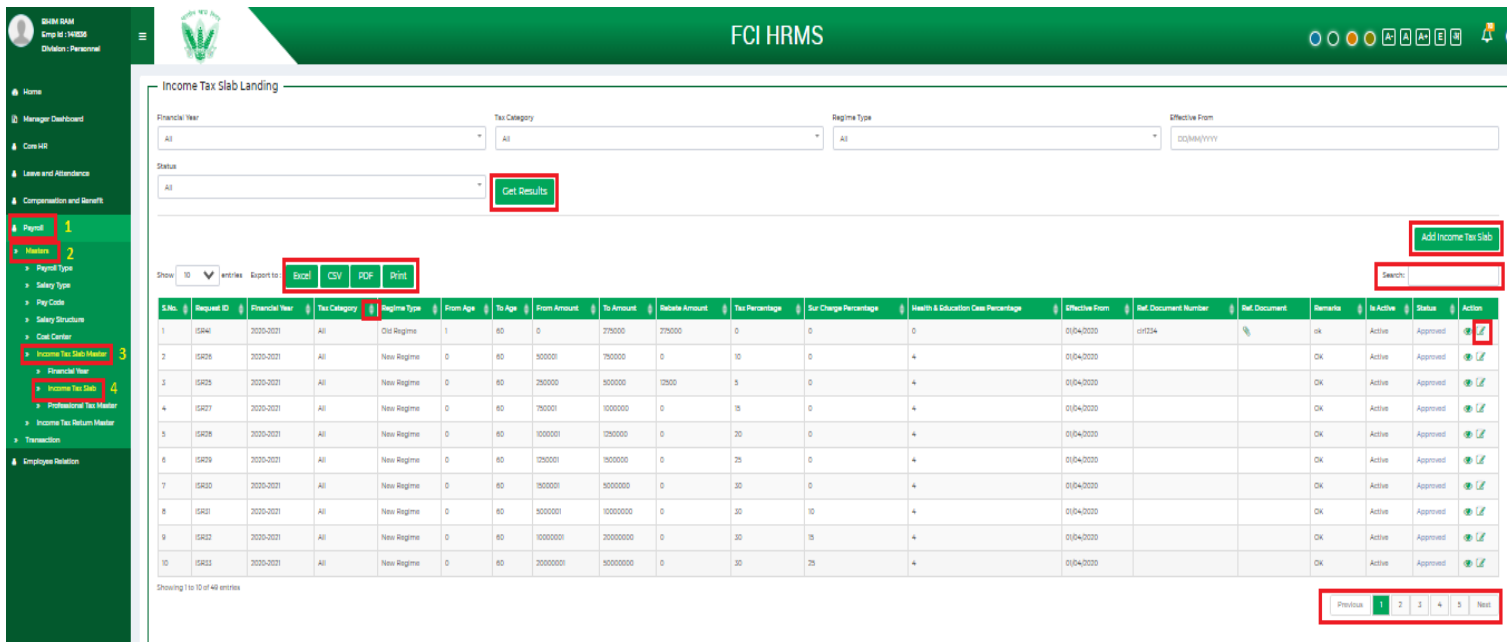 BHIM RAM
Emp Id : 141836
Division : Personnel
FCI HRMS
A- A A+ E अ
Home
Manager Dashboard
Core HR
Leave and Attendance
Compensation and Benefit
Payroll 1
Masters 2
Payroll Type
Salary Type
Pay Code
Salary Structure
Cost Center
Income Tax Slab Master 3
Financial Year
Income Tax Slab 4
Professional Tax Master
Income Tax Return Master
Transaction
Employee Relation
Income Tax Slab Landing
Financial Year Tax Category Regime Type Effective From
All All All DD/MM/YYYY
Status
All Get Results
Add Income Tax Slab
Show 10 entries Export to : Excel CSV PDF Print Search:
S.No. Request ID Financial Year Tax Category Regime Type From Age To Age From Amount To Amount Rebate Amount Tax Percentage Sur Charge Percentage Health & Education Cess Percentage Effective From Ref. Document Number Ref. Document Remarks Is Active Status Action
1 ISR41 2020-2021 All Old Regime 1 60 0 275000 275000 0 0 0 01/04/2020 cir1234 ok Active Approved
2 ISR26 2020-2021 All New Regime 0 60 500001 750000 0 10 0 4 01/04/2020 OK Active Approved
3 ISR25 2020-2021 All New Regime 0 60 250000 500000 12500 5 0 4 01/04/2020 OK Active Approved
4 ISR27 2020-2021 All New Regime 0 60 750001 1000000 0 15 0 4 01/04/2020 OK Active Approved
5 ISR28 2020-2021 All New Regime 0 60 1000001 1250000 0 20 0 4 01/04/2020 OK Active Approved
6 ISR29 2020-2021 All New Regime 0 60 1250001 1500000 0 25 0 4 01/04/2020 OK Active Approved
7 ISR30 2020-2021 All New Regime 0 60 1500001 5000000 0 30 0 4 01/04/2020 OK Active Approved
8 ISR31 2020-2021 All New Regime 0 60 5000001 10000000 0 30 10 4 01/04/2020 OK Active Approved
9 ISR32 2020-2021 All New Regime 0 60 10000001 20000000 0 30 15 4 01/04/2020 OK Active Approved
10 ISR33 2020-2021 All New Regime 0 60 20000001 50000000 0 30 25 4 01/04/2020 OK Active Approved
Showing 1 to 10 of 48 entries
Previous 1 2 3 4 5 Next